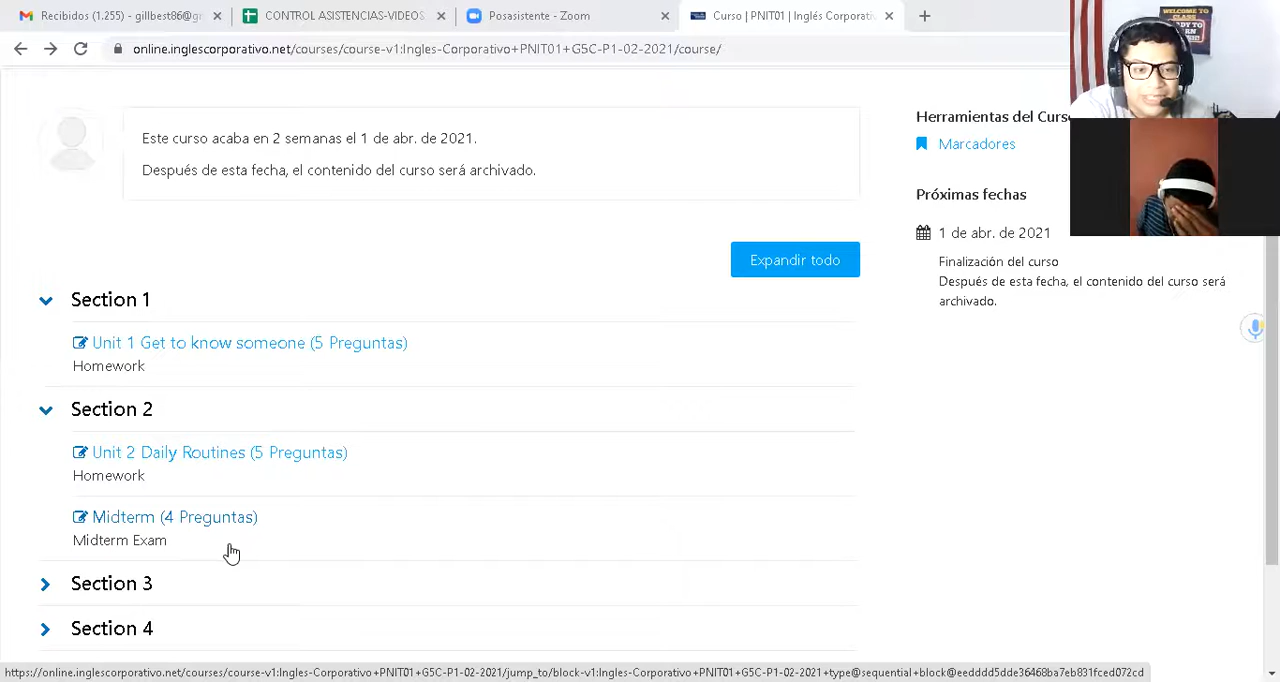 Recibidos (1.255) - gillbest86@g
CONTROL ASISTENCIAS-VIDEOS
Preasistente - Zoom
Curso | PNIT01 | Inglés Corporati
online.inglescorporativo.net/courses/course-v1:Ingles-Corporativo+PNIT01+G5C-P1-02-2021/course/
Este curso acaba en 2 semanas el 1 de abr. de 2021.
Después de esta fecha, el contenido del curso será archivado.
Expandir todo
Section 1
Unit 1 Get to know someone (5 Preguntas)
Homework
Section 2
Unit 2 Daily Routines (5 Preguntas)
Homework
Midterm (4 Preguntas)
Midterm Exam
Section 3
Section 4
Herramientas del Curso
Marcadores
Próximas fechas
1 de abr. de 2021
Finalización del curso
Después de esta fecha, el contenido del curso será
archivado.
READY TO
https://online.inglescorporativo.net/courses/course-v1:Ingles-Corporativo+PNIT01+G5C-P1-02-2021/jump_to/block-v1:Ingles-Corporativo+PNIT01+G5C-P1-02-2021+type@sequential+block@eedddd5dde36468ba7eb831fced072cd